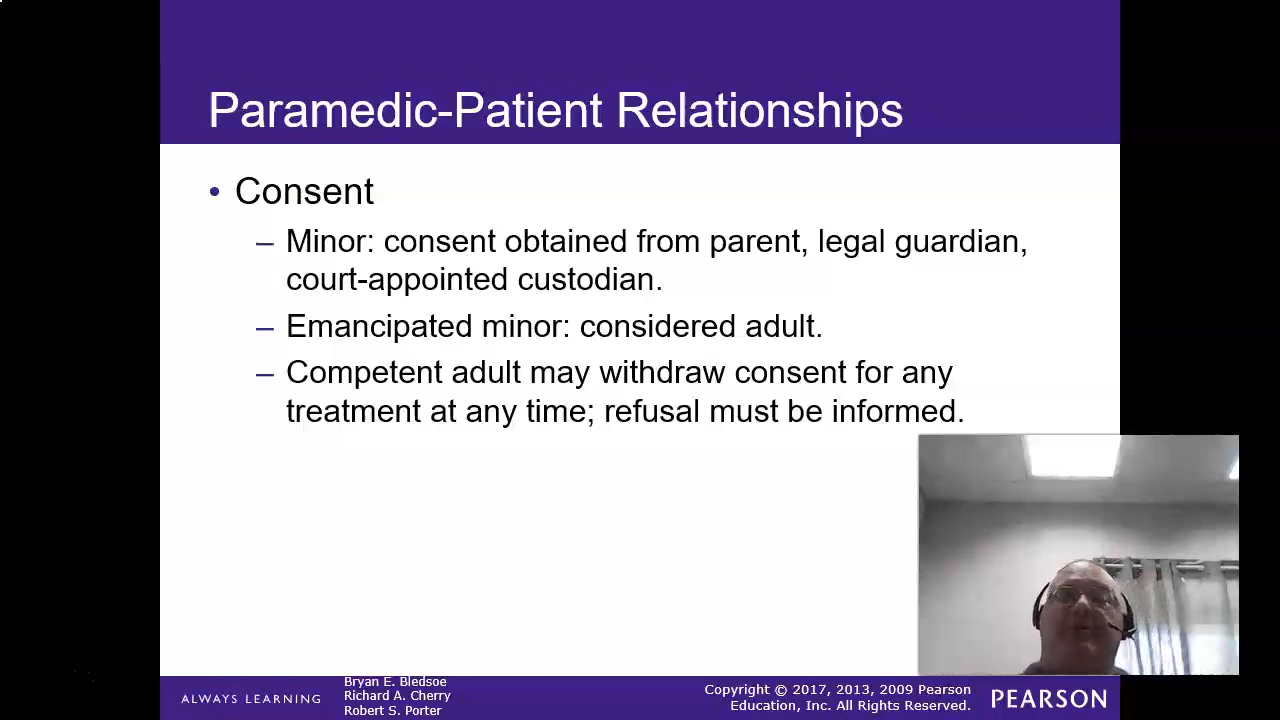 Paramedic-Patient Relationships
• Consent
– Minor: consent obtained from parent, legal guardian,
court-appointed custodian.
– Emancipated minor: considered adult.
– Competent adult may withdraw consent for any
treatment at any time; refusal must be informed.
ALWAYS LEARNING
Bryan E. Bledsoe
Richard A. Cherry
Robert S. Porter
Copyright © 2017, 2013, 2009 Pearson
Education, Inc. All Rights Reserved.
PEARSON